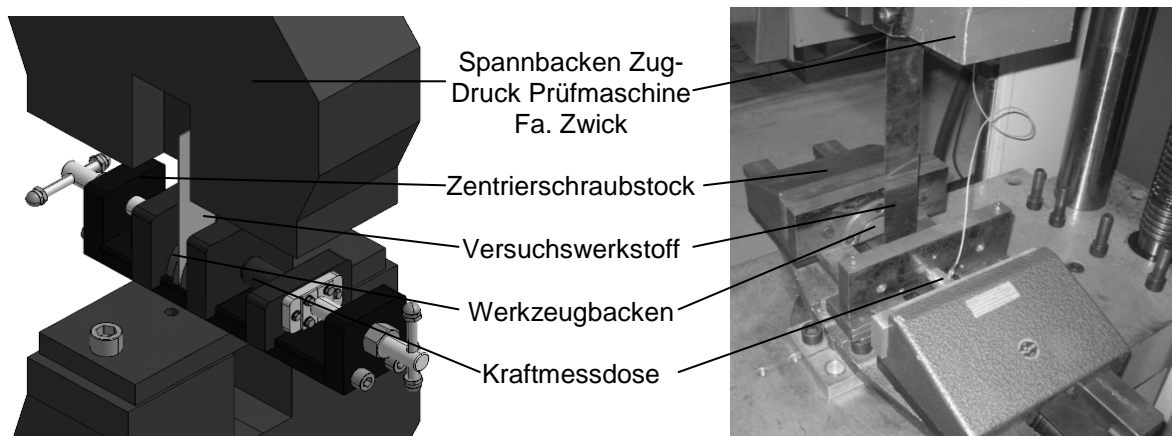 Spannbacken Zug-
Druck Prüfmaschine
Fa. Zwick
Zentrierschraubstock
Versuchswerkstoff
Werkzeugbacken
Kraftmessdose